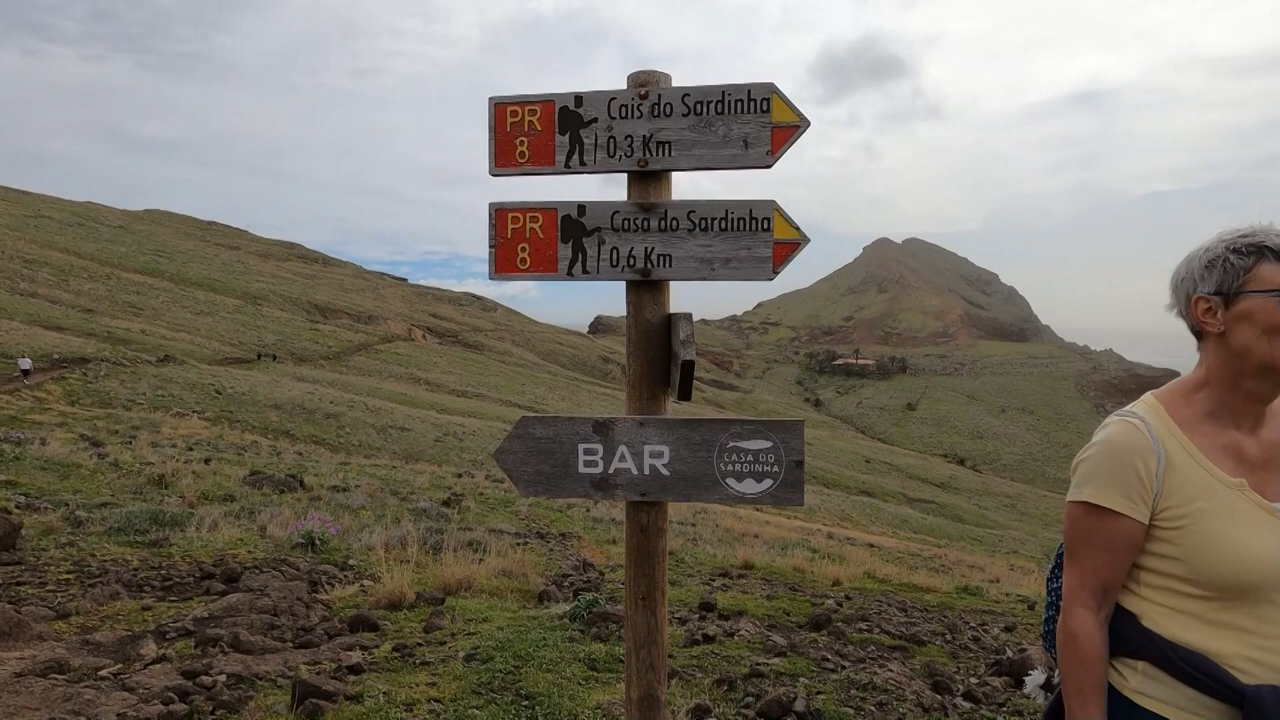 PR
8
Cais do Sardinha
0,3 Km
PR
8
Casa do Sardinha
0,6 Km
BAR
CASA DO
SARDINHA